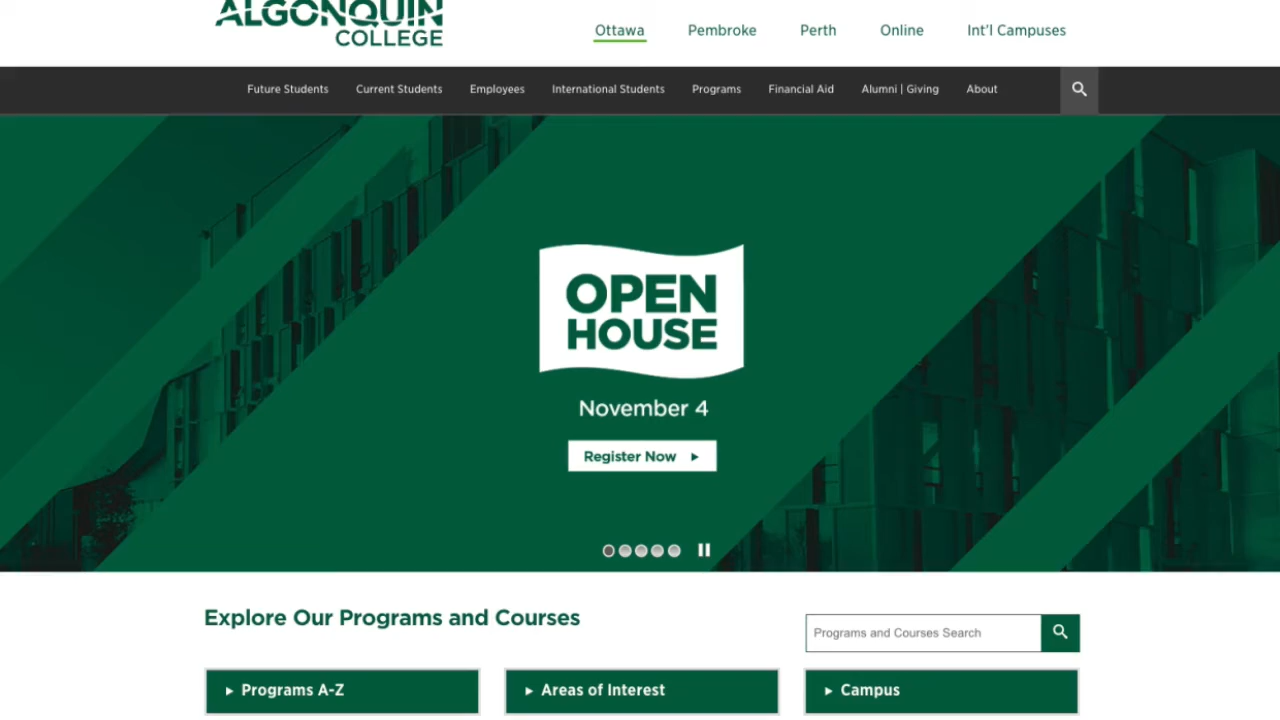 ALGONQUIN
COLLEGE
Ottawa Pembroke Perth Online Int'l Campuses
Future Students Current Students Employees International Students Programs Financial Aid Alumni | Giving About
OPEN
HOUSE
November 4
Register Now
Explore Our Programs and Courses
Programs and Courses Search
Programs A-Z Areas of Interest Campus